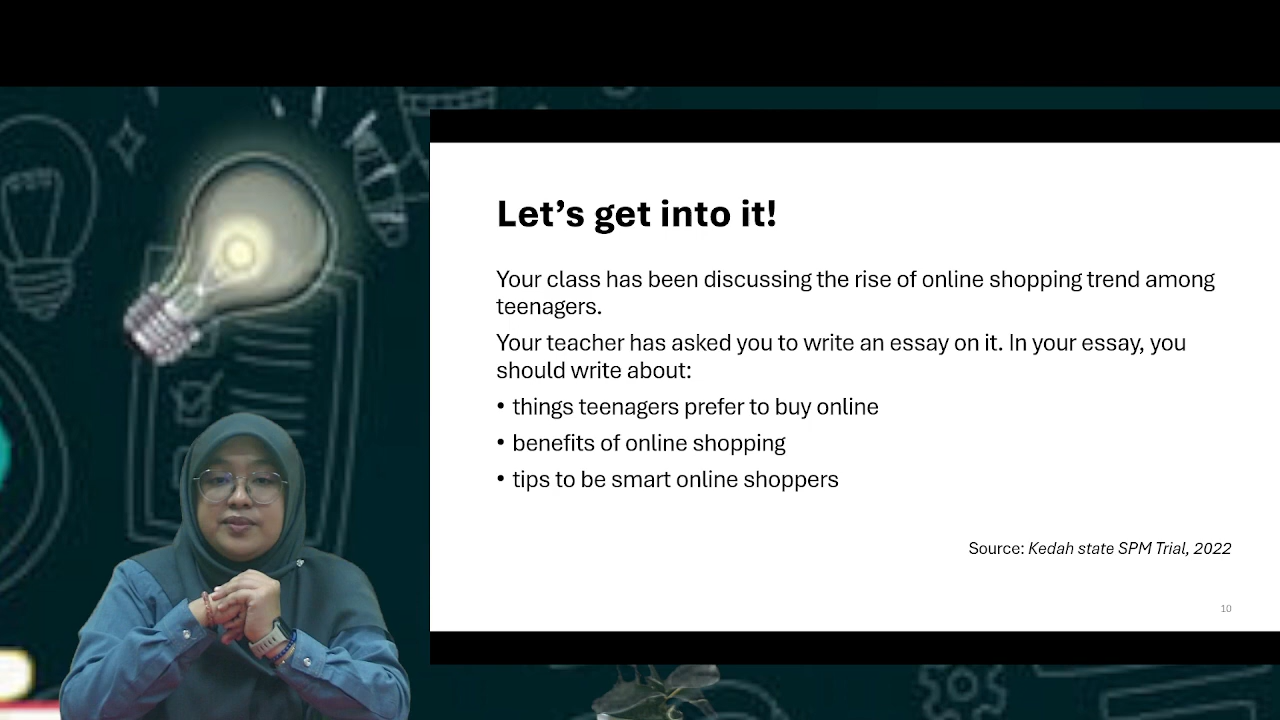 Let's get into it!
Your class has been discussing the rise of online shopping trend among
teenagers.
Your teacher has asked you to write an essay on it. In your essay, you
should write about:
• things teenagers prefer to buy online
• benefits of online shopping
• tips to be smart online shoppers
Source: Kedah state SPM Trial, 2022
10